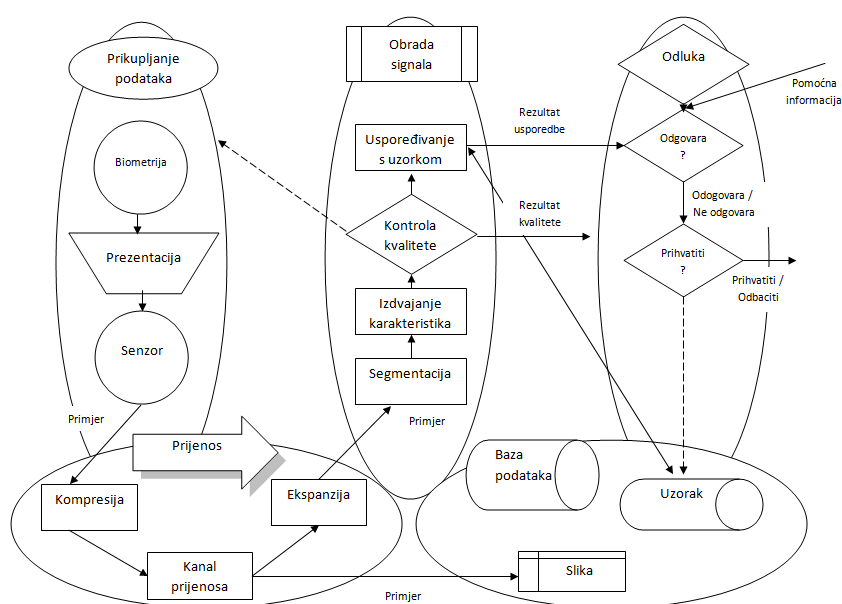 Prikupljanje
podataka
Biometrija
Prezentacija
Senzor
Primjer
Prijenos
Kompresija
Kanal
prijenosa
Ekspanzija
Primjer
Obrada
signala
Uspoređivanje
s uzorkom
Kontrola
kvalitete
Izdvajanje
karakteristika
Segmentacija
Primjer
Rezultat
usporedbe
Rezultat
kvalitete
Odluka
Pomoćna
informacija
Odgovara
?
Odogovara /
Ne odgovara
Prihvatiti
?
Prihvatiti /
Odbaciti
Baza
podataka
Uzorak
Slika